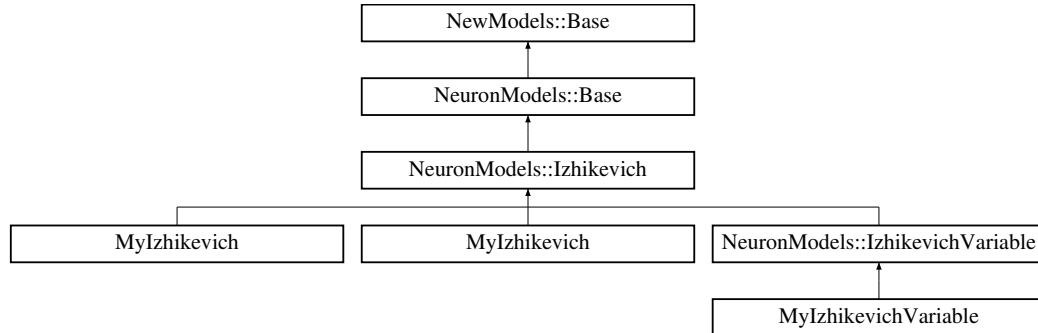 NewModels::Base
NeuronModels::Base
NeuronModels::Izhikevich
MyIzhikevich
MyIzhikevich
NeuronModels::IzhikevichVariable
MyIzhikevichVariable